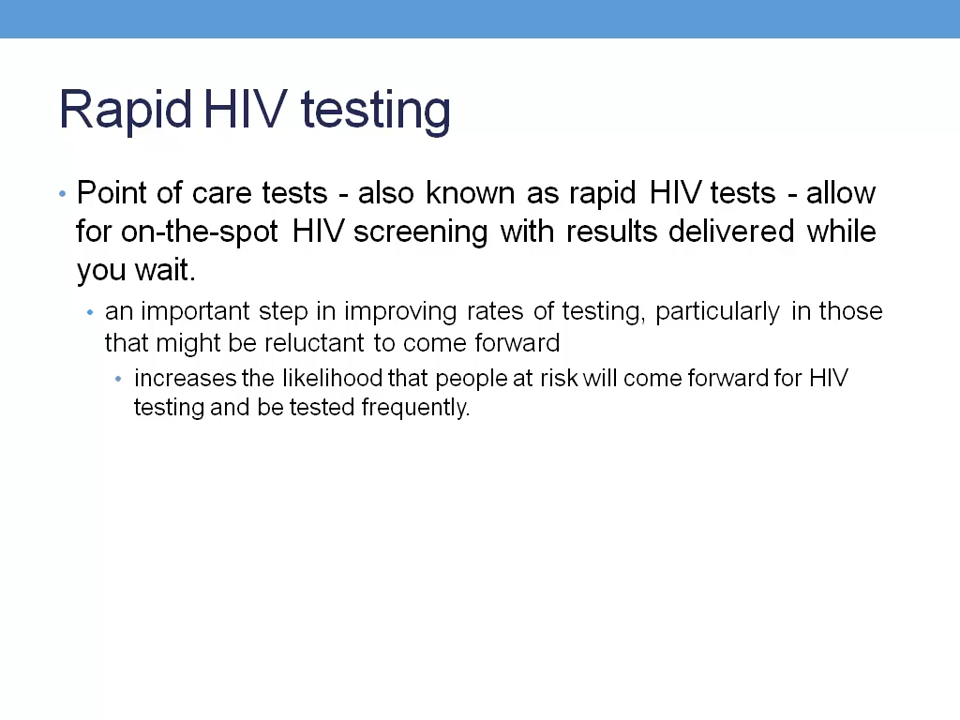 Rapid HIV testing
• Point of care tests - also known as rapid HIV tests - allow
for on-the-spot HIV screening with results delivered while
you wait.
• an important step in improving rates of testing, particularly in those
that might be reluctant to come forward
• increases the likelihood that people at risk will come forward for HIV
testing and be tested frequently.